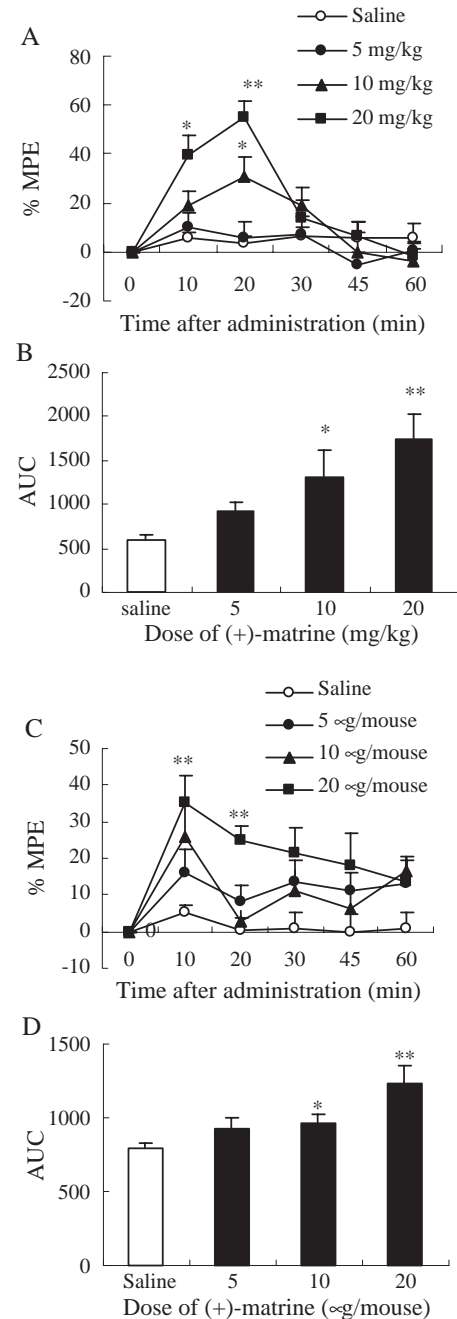 A
Saline
5 mg/kg
10 mg/kg
20 mg/kg
80
60
40
20
0
-20
% MPE
* ** *
0 10 20 30 45 60
Time after administration (min)
B
2500
2000
1500
1000
500
0
AUC
* **
saline 5 10 20
Dose of (+)-matrine (mg/kg)
C
Saline
5 ∝g/mouse
10 ∝g/mouse
20 ∝g/mouse
50
40
30
20
10
0
-10
% MPE
** **
0
0 10 20 30 45 60
Time after administration (min)
D
1500
1000
500
0
AUC
* **
Saline 5 10 20
Dose of (+)-matrine (∝g/mouse)